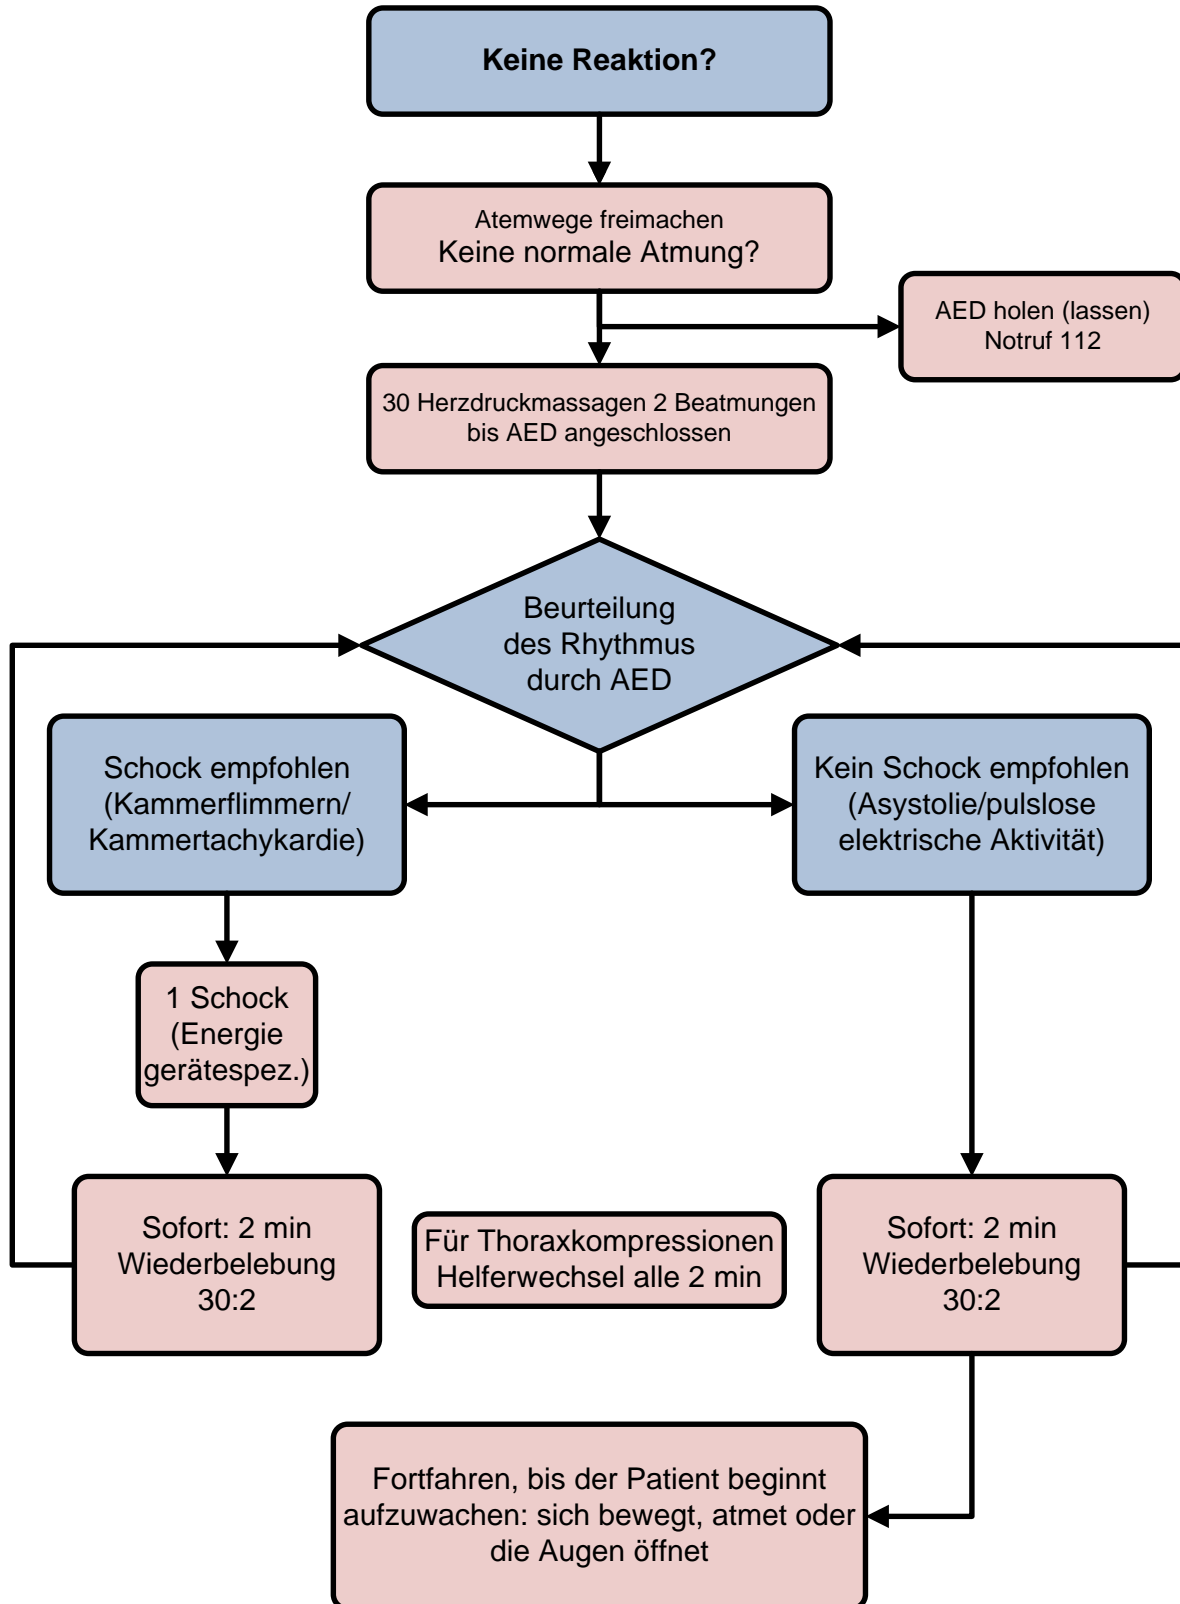 Keine Reaktion?
Atemwege freimachen
Keine normale Atmung?
AED holen (lassen)
Notruf 112
30 Herzdruckmassagen 2 Beatmungen
bis AED angeschlossen
Beurteilung
des Rhythmus
durch AED
Schock empfohlen
(Kammerflimmern/
Kammertachykardie)
Kein Schock empfohlen
(Asystolie/pulslose
elektrische Aktivität)
1 Schock
(Energie
gerätespez.)
Sofort: 2 min
Wiederbelebung
30:2
Für Thoraxkompressionen
Helferwechsel alle 2 min
Sofort: 2 min
Wiederbelebung
30:2
Fortfahren, bis der Patient beginnt
aufzuwachen: sich bewegt, atmet oder
die Augen öffnet